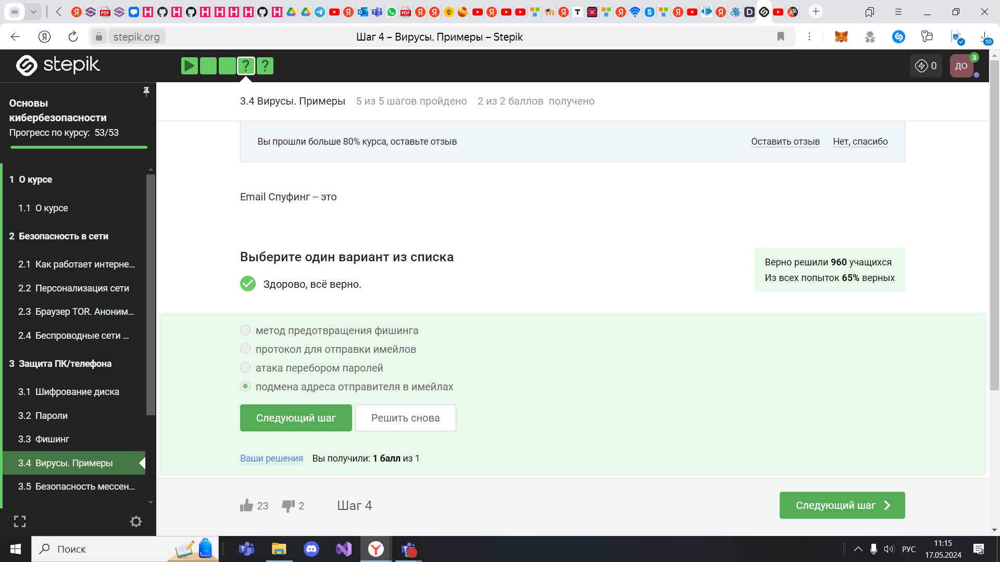 stepik.org
Шаг 4 – Вирусы. Примеры – Stepik
10
stepik
?
?
0
ДО
3
Основы
кибербезопасности
Прогресс по курсу: 53/53
3.4 Вирусы. Примеры 5 из 5 шагов пройдено 2 из 2 баллов получено
Вы прошли больше 80% курса, оставьте отзыв
Оставить отзыв
Нет, спасибо
1 О курсе
1.1 О курсе
2 Безопасность в сети
2.1 Как работает интерне...
2.2 Персонализация сети
2.3 Браузер TOR. Аноним...
2.4 Беспроводные сети ...
3 Защита ПК/телефона
3.1 Шифрование диска
3.2 Пароли
3.3 Фишинг
3.4 Вирусы. Примеры
3.5 Безопасность мессен...
Email Спуфинг -- это
Выберите один вариант из списка
Здорово, всё верно.
Верно решили 960 учащихся
Из всех попыток 65% верных
метод предотвращения фишинга
протокол для отправки имейлов
атака перебором паролей
подмена адреса отправителя в имейлах
Следующий шаг
Решить снова
Ваши решения Вы получили: 1 балл из 1
23
2
Шаг 4
Следующий шаг
Поиск
РУС
11:15
17.05.2024